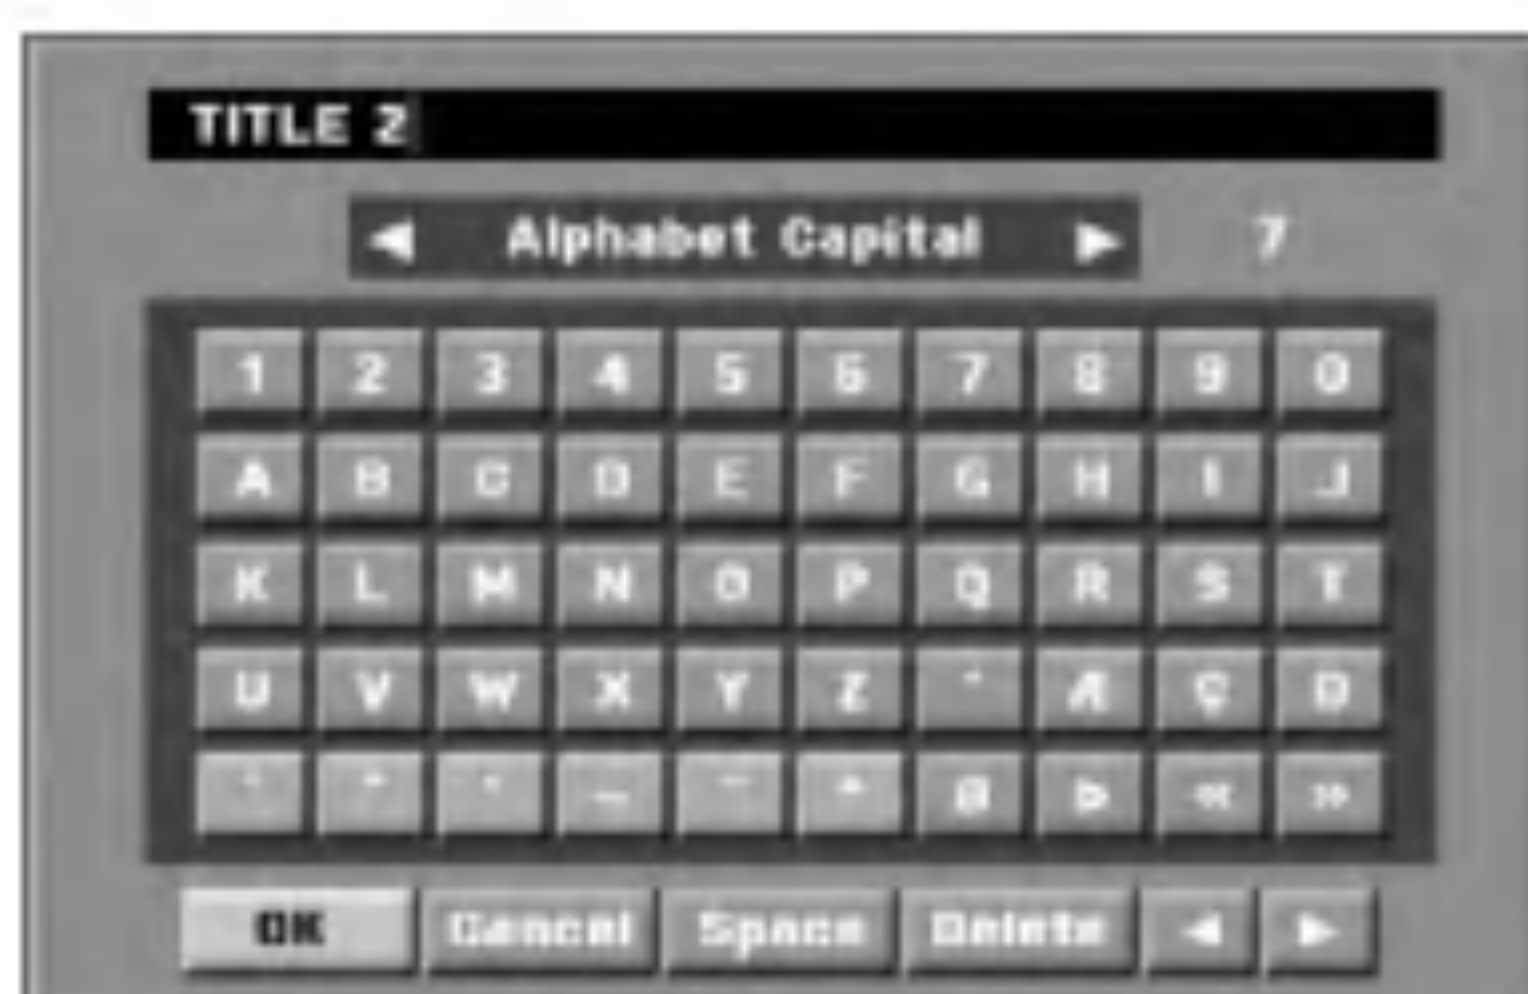 TITLE 2
◀ Alphabet Capital ▶ 7
1 2 3 4 5 6 7 8 9 0
A B C D E F G H I J
K L M N O P Q R S T
U V W X Y Z Æ Ç
« »
OK Cancel Space Delete ◀ ▶